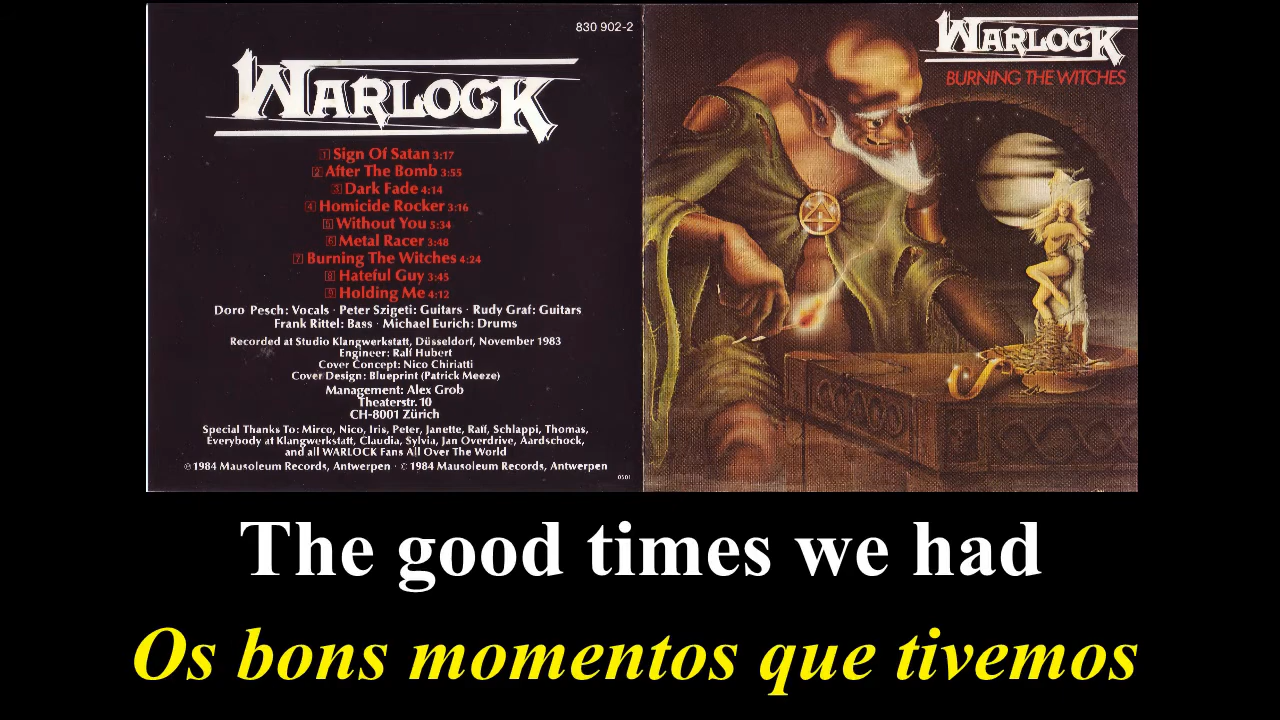 830 902-2
WARLOCK
1 Sign Of Satan 3:17
2 After The Bomb 3:55
3 Dark Fade 4:14
4 Homicide Rocker 3:16
5 Without You 5:34
6 Metal Racer 3:48
7 Burning The Witches 4:24
8 Hateful Guy 3:45
9 Holding Me 4:12
Doro Pesch: Vocals · Peter Szigeti: Guitars · Rudy Graf: Guitars
Frank Rittel: Bass · Michael Eurich: Drums
Recorded at Studio Klangwerkstatt, Düsseldorf, November 1983
Engineer: Ralf Hubert
Cover Concept: Nico Chiriatti
Cover Design: Blueprint (Patrick Meeze)
Management: Alex Grob
Theaterstr. 10
CH-8001 Zürich
Special Thanks To: Mirco, Nico, Iris, Peter, Janette, Ralf, Schlappi, Thomas,
Everybody at Klangwerkstatt, Claudia, Sylvia, Jan Overdrive, Aardschock,
and all WARLOCK Fans All Over The World
℗ 1984 Mausoleum Records, Antwerpen · © 1984 Mausoleum Records, Antwerpen
0501
WARLOCK
BURNING THE WITCHES
The good times we had
Os bons momentos que tivemos